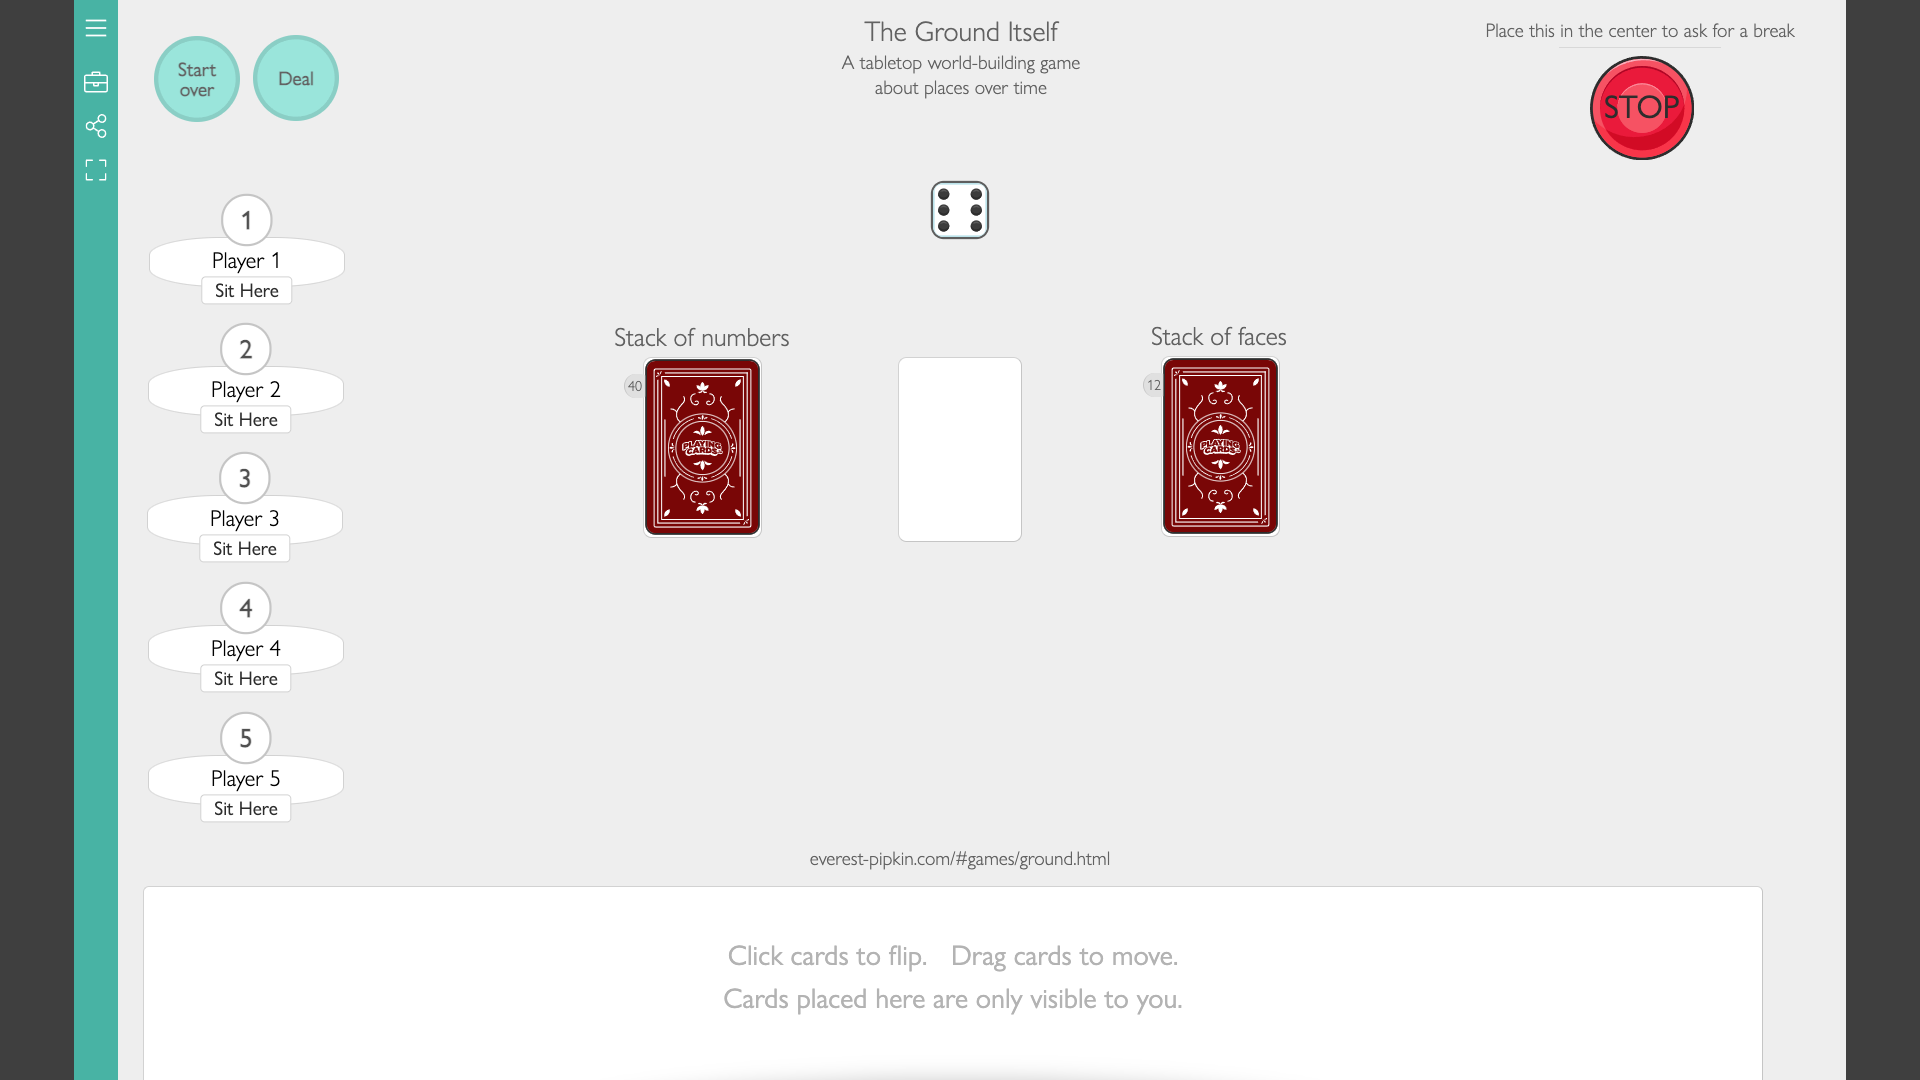 Start
over
Deal
The Ground Itself
A tabletop world-building game
about places over time
Place this in the center to ask for a break
STOP
1
Player 1
Sit Here
2
Player 2
Sit Here
3
Player 3
Sit Here
4
Player 4
Sit Here
5
Player 5
Sit Here
Stack of numbers
40
PLAYING
CARDS
Stack of faces
12
PLAYING
CARDS
everest-pipkin.com/#games/ground.html
Click cards to flip. Drag cards to move.
Cards placed here are only visible to you.